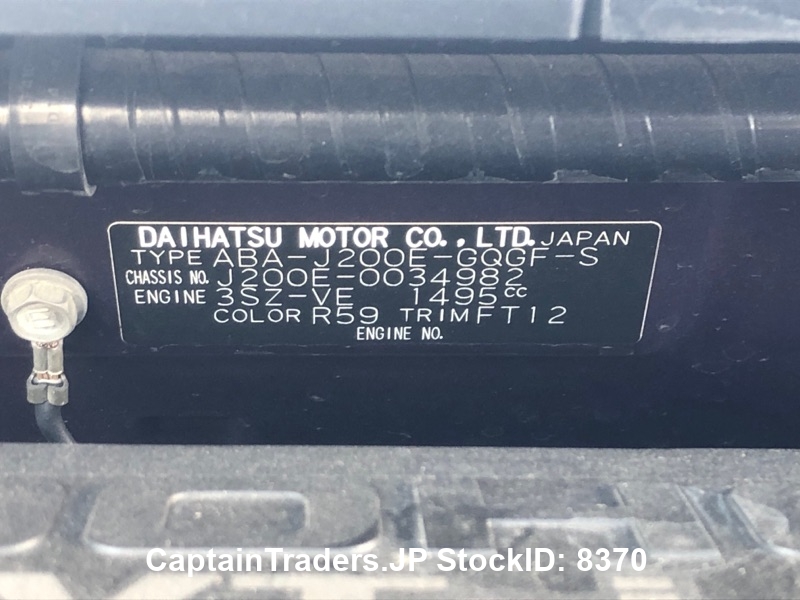 DAIHATSU MOTOR CO., LTD. JAPAN
TYPE ABA-J200E-GQGF-S
CHASSIS NO. J200E-0034982
ENGINE 3SZ-VE 1495cc
COLOR R59 TRIM FT12
ENGINE NO.
E
CaptainTraders.JP StockID: 8370